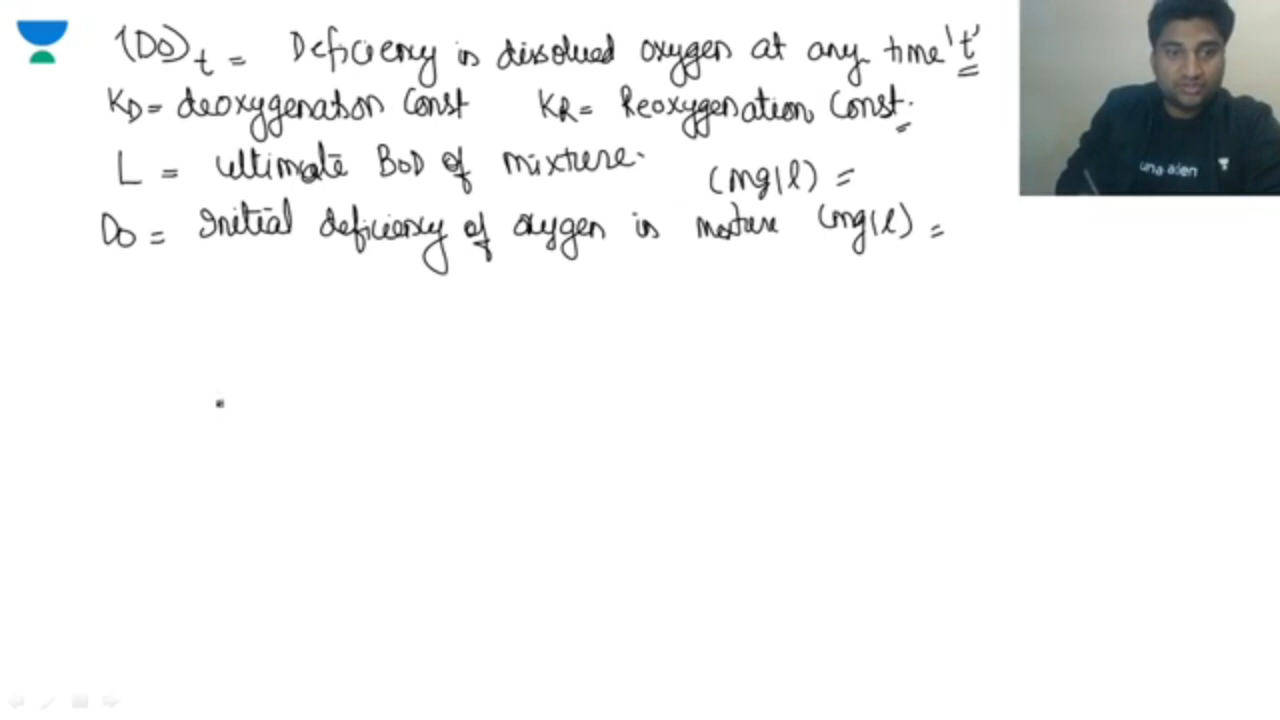 (DO)t = Deficiency in dissolved oxygen at any time 't'
KD = deoxygenation Const KR = Reoxygenation Const.
L = ultimate BOD of mixture. (mg/l) =
DO = Initial deficiency of oxygen in mixture (mg/l) =
unacademy